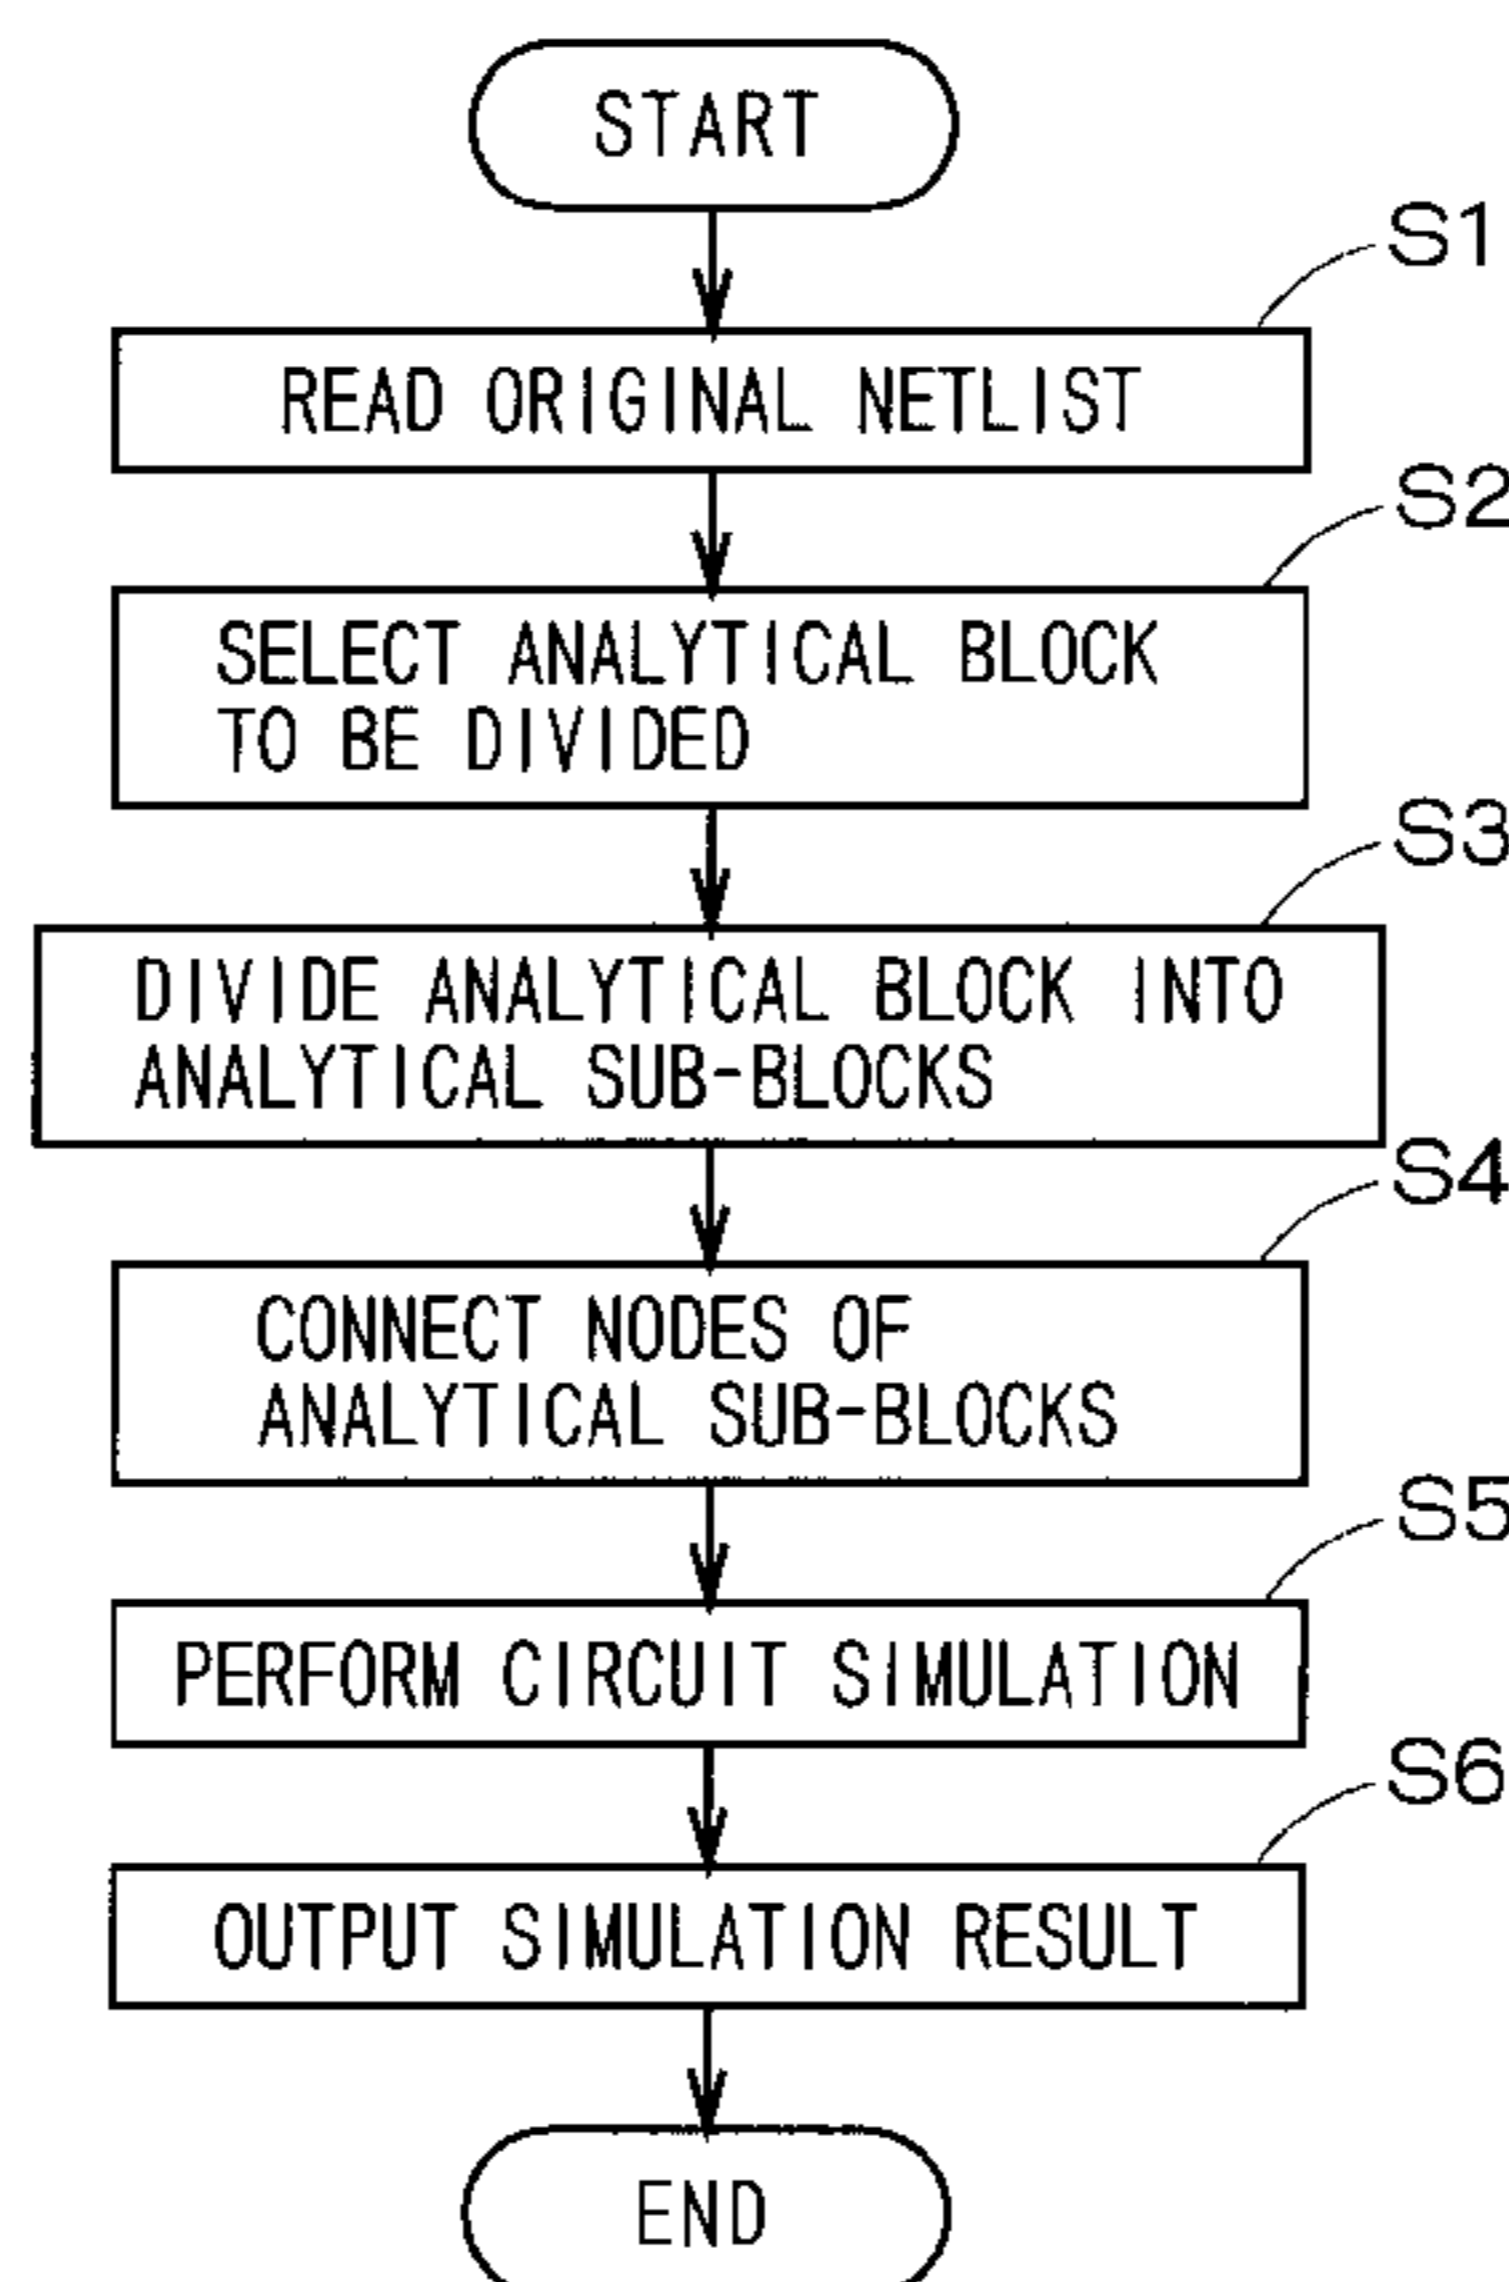 START
S1
READ ORIGINAL NETLIST
S2
SELECT ANALYTICAL BLOCK
TO BE DIVIDED
S3
DIVIDE ANALYTICAL BLOCK INTO
ANALYTICAL SUB-BLOCKS
S4
CONNECT NODES OF
ANALYTICAL SUB-BLOCKS
S5
PERFORM CIRCUIT SIMULATION
S6
OUTPUT SIMULATION RESULT
END